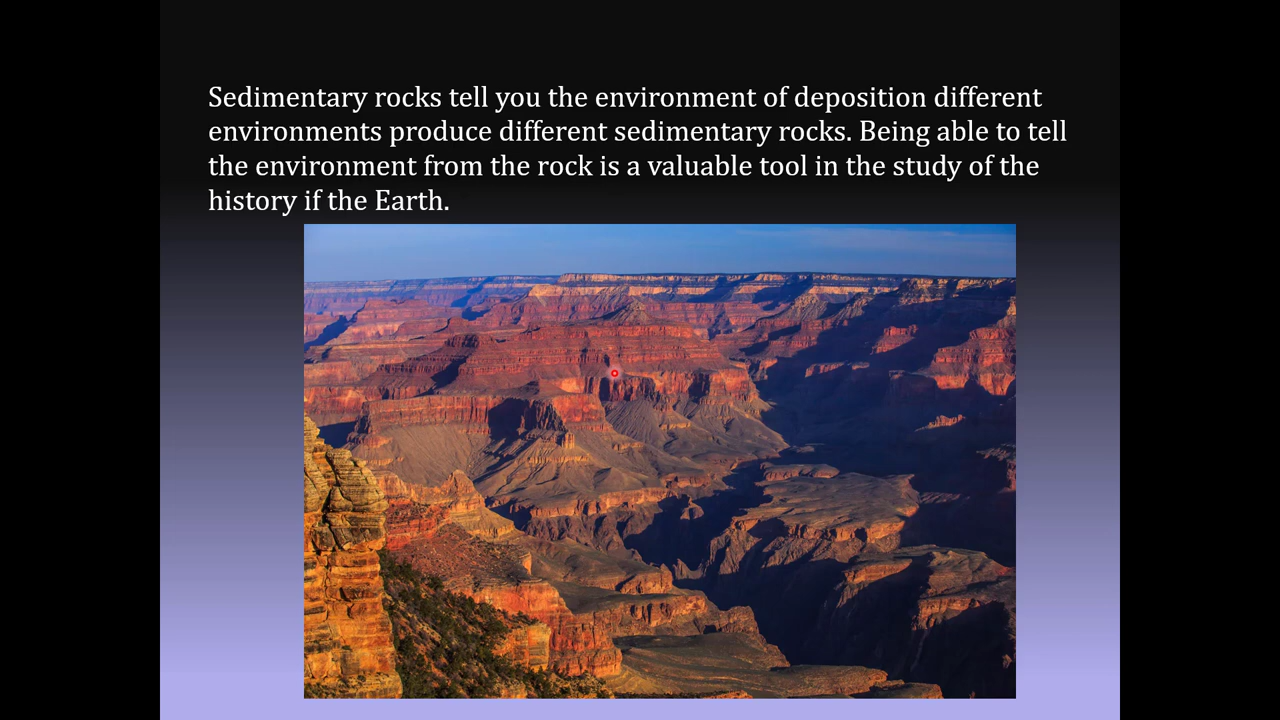 Sedimentary rocks tell you the environment of deposition different
environments produce different sedimentary rocks. Being able to tell
the environment from the rock is a valuable tool in the study of the
history if the Earth.